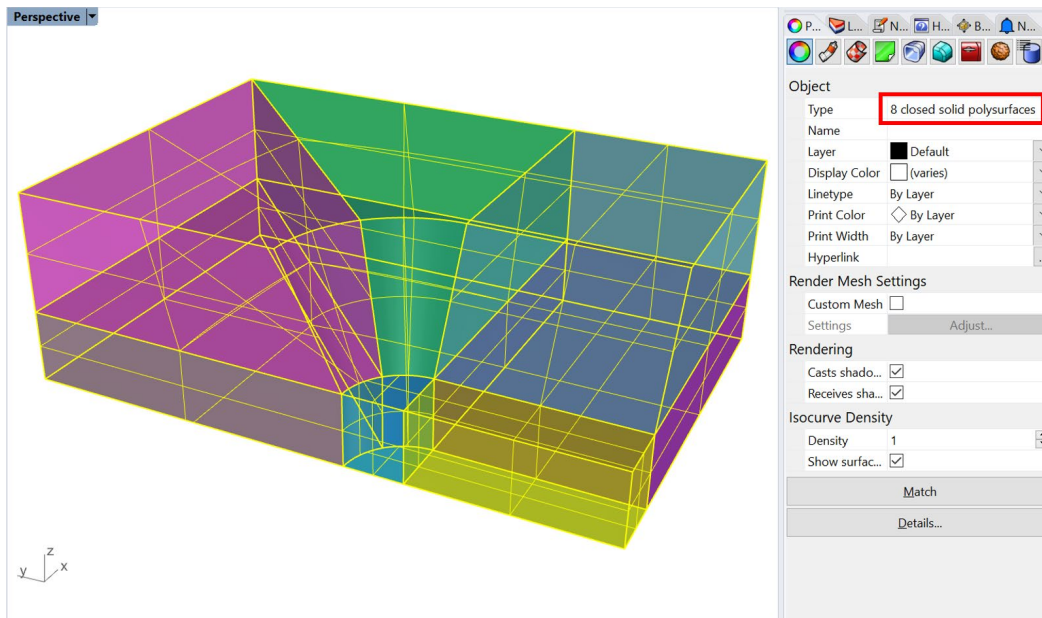 Perspective
P... L... N... H... B... N...
Object
Type 8 closed solid polysurfaces
Name
Layer Default
Display Color (varies)
Linetype By Layer
Print Color By Layer
Print Width By Layer
Hyperlink ...
Render Mesh Settings
Custom Mesh
Settings Adjust...
Rendering
Casts shado...
Receives sha...
Isocurve Density
Density 1
Show surfac...
Match
Details...
z
y x